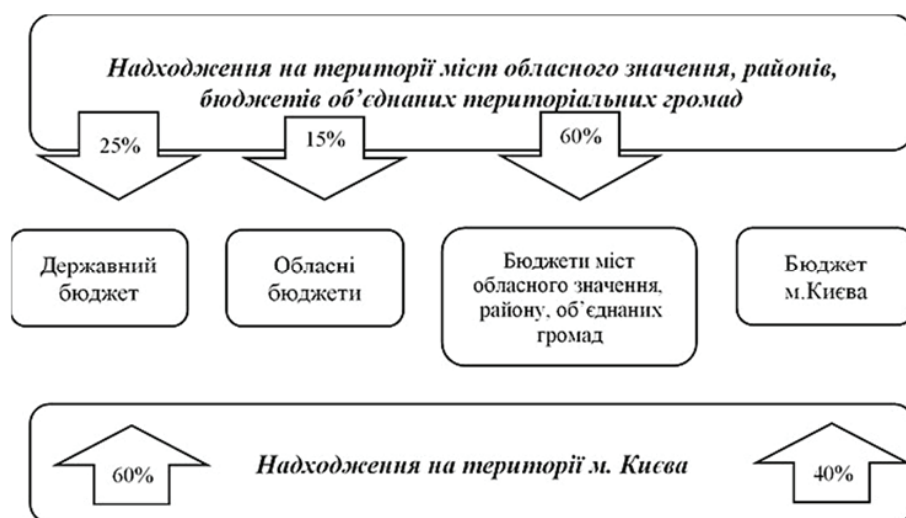 Надходження на території міст обласного значення, районів,
бюджетів об’єднаних територіальних громад
25%
15%
60%
Державний
бюджет
Обласні
бюджети
Бюджети міст
обласного значення,
району, об`єднаних
громад
Бюджет
м.Києва
60%
Надходження на території м. Києва
40%